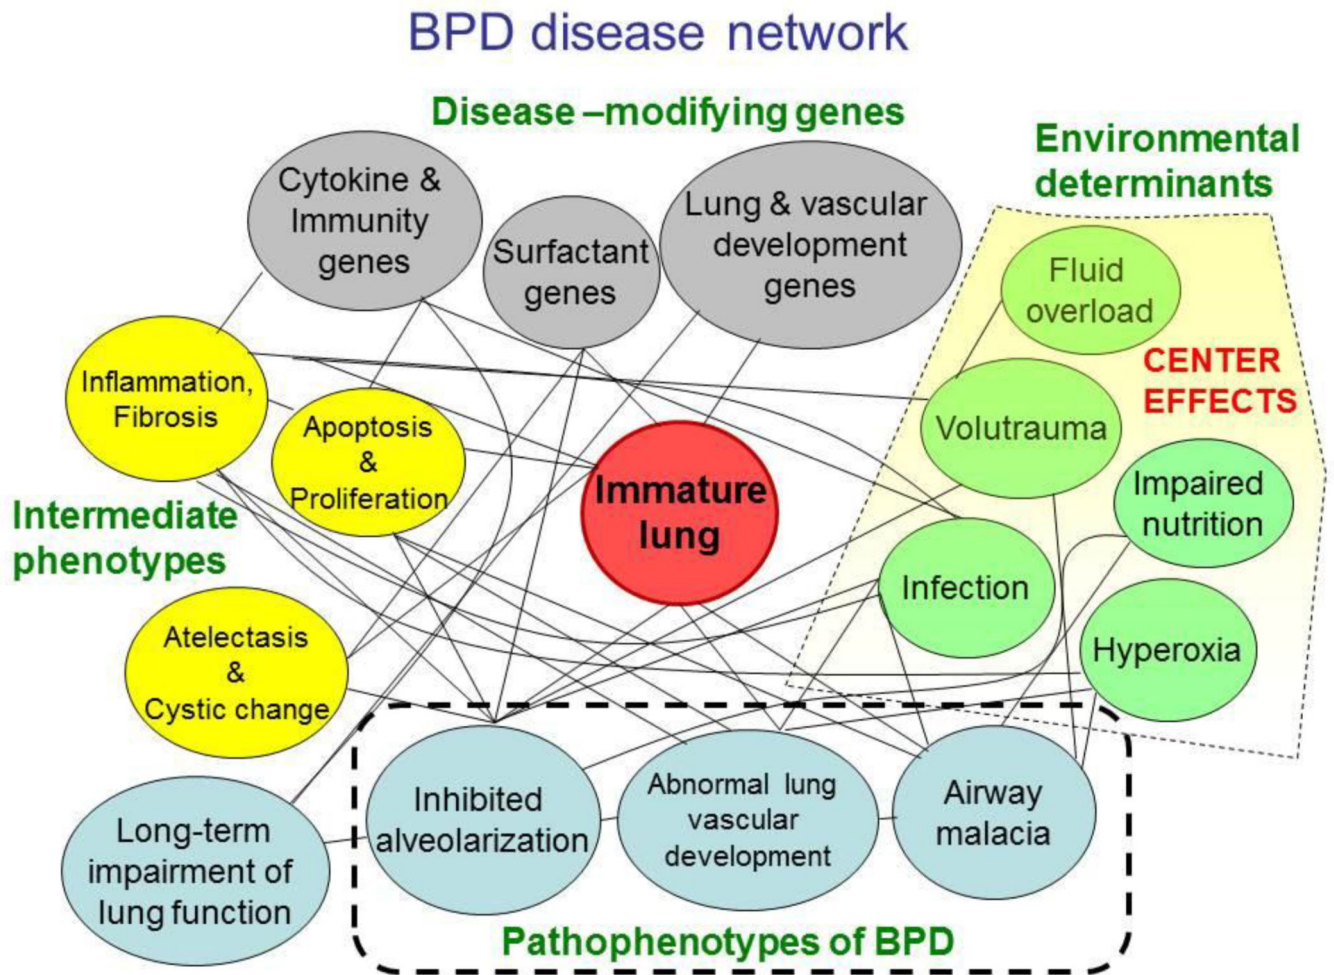 BPD disease network
Disease –modifying genes
Environmental
determinants
Cytokine &
Immunity
genes
Surfactant
genes
Lung & vascular
development
genes
Fluid
overload
CENTER
EFFECTS
Inflammation,
Fibrosis
Apoptosis
&
Proliferation
Volutrauma
Immature
lung
Impaired
nutrition
Intermediate
phenotypes
Infection
Hyperoxia
Atelectasis
&
Cystic change
Long-term
impairment of
lung function
Inhibited
alveolarization
Abnormal lung
vascular
development
Airway
malacia
Pathophenotypes of BPD